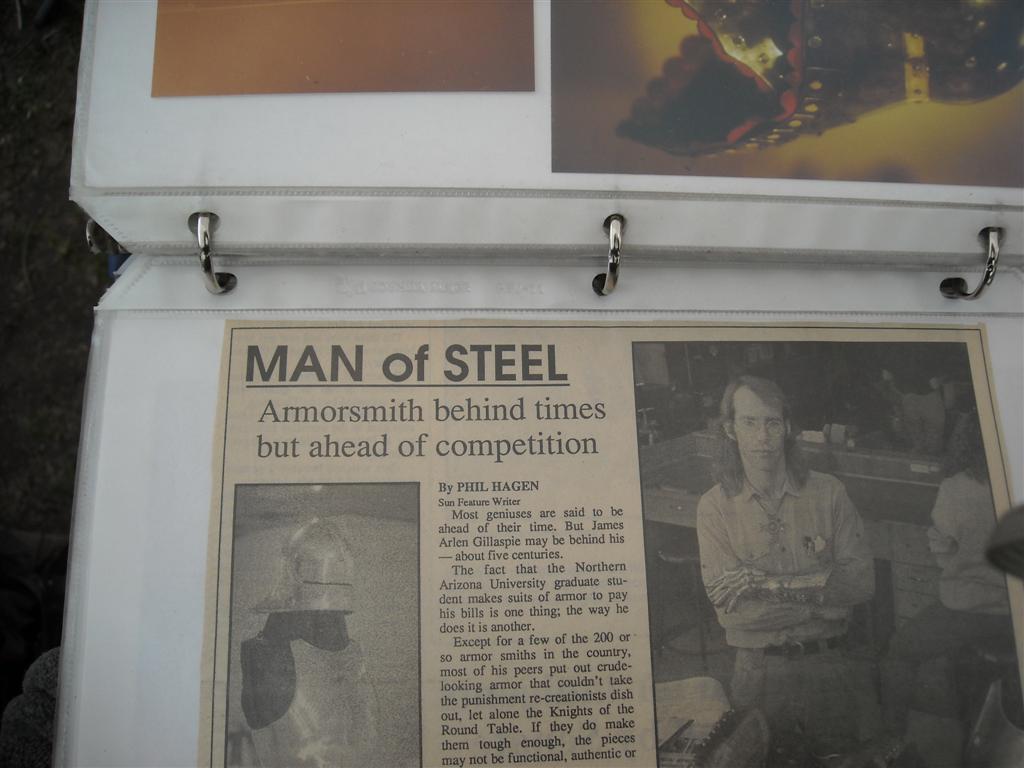 MAN of STEEL
Armorsmith behind times
but ahead of competition
By PHIL HAGEN
Sun Feature Writer
Most geniuses are said to be
ahead of their time. But James
Arlen Gillaspie may be behind his
— about five centuries.
The fact that the Northern
Arizona University graduate stu-
dent makes suits of armor to pay
his bills is one thing; the way he
does it is another.
Except for a few of the 200 or
so armor smiths in the country,
most of his peers put out crude-
looking armor that couldn't take
the punishment re-creationists dish
out, let alone the Knights of the
Round Table. If they do make
them tough enough, the pieces
may not be functional, authentic or